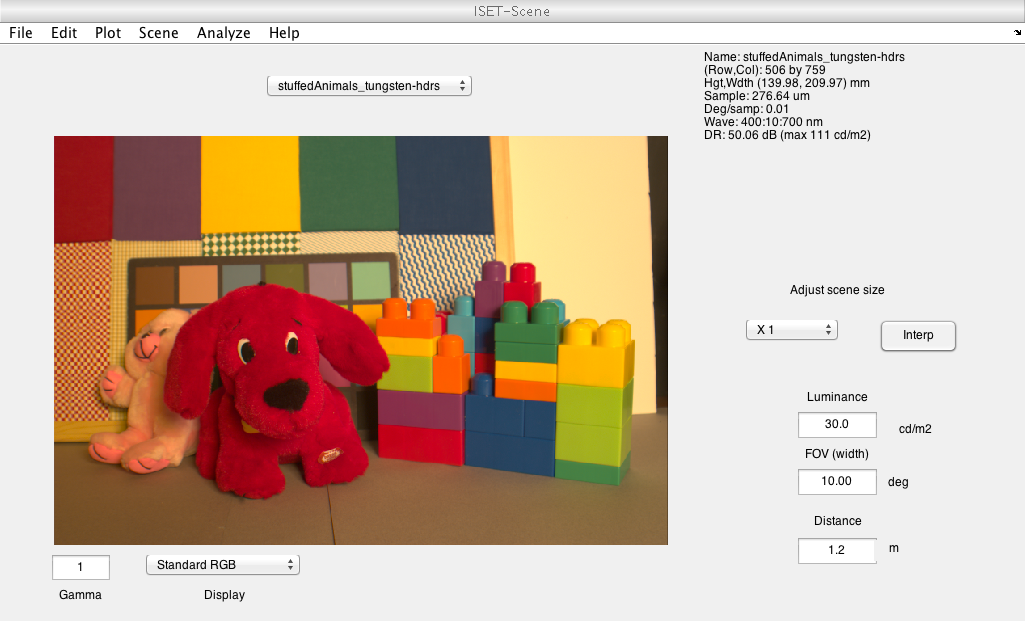 ISET-Scene
File Edit Plot Scene Analyze Help
stuffedAnimals_tungsten-hdrs
Name: stuffedAnimals_tungsten-hdrs
(Row,Col): 506 by 759
Hgt,Wdth (139.98, 209.97) mm
Sample: 276.64 um
Deg/samp: 0.01
Wave: 400:10:700 nm
DR: 50.06 dB (max 111 cd/m2)
Adjust scene size
X 1
Interp
Luminance
30.0 cd/m2
FOV (width)
10.00 deg
Distance
1.2 m
1 Standard RGB
Gamma Display